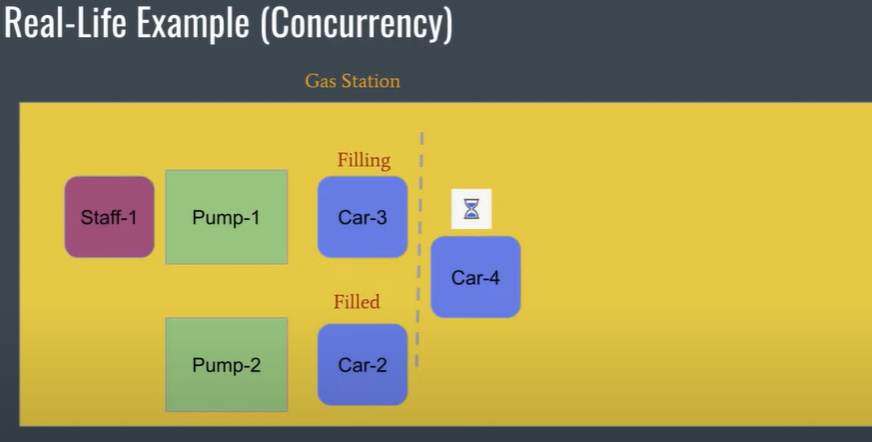 Real-Life Example (Concurrency)
Gas Station
Filling
Staff-1
Pump-1
Car-3
Car-4
Filled
Pump-2
Car-2